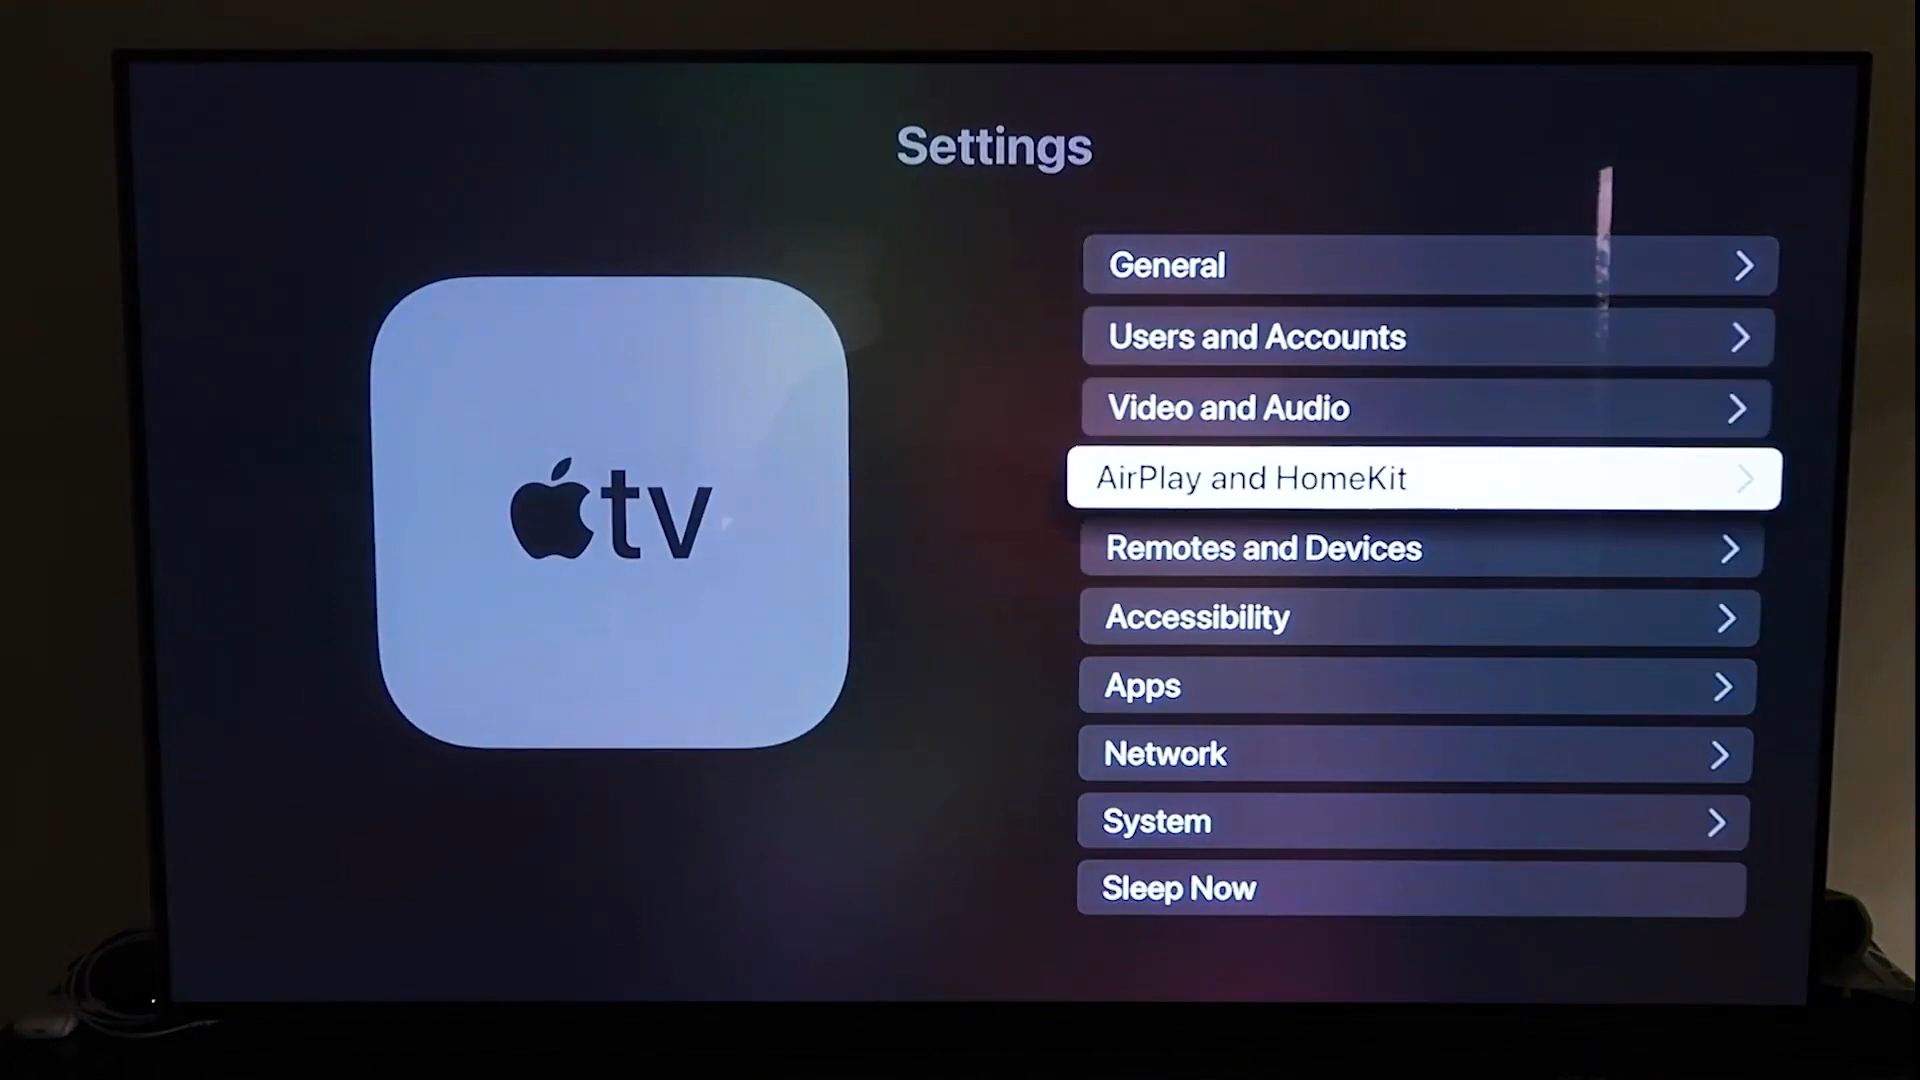 Settings
tv
General
Users and Accounts
Video and Audio
AirPlay and HomeKit
Remotes and Devices
Accessibility
Apps
Network
System
Sleep Now